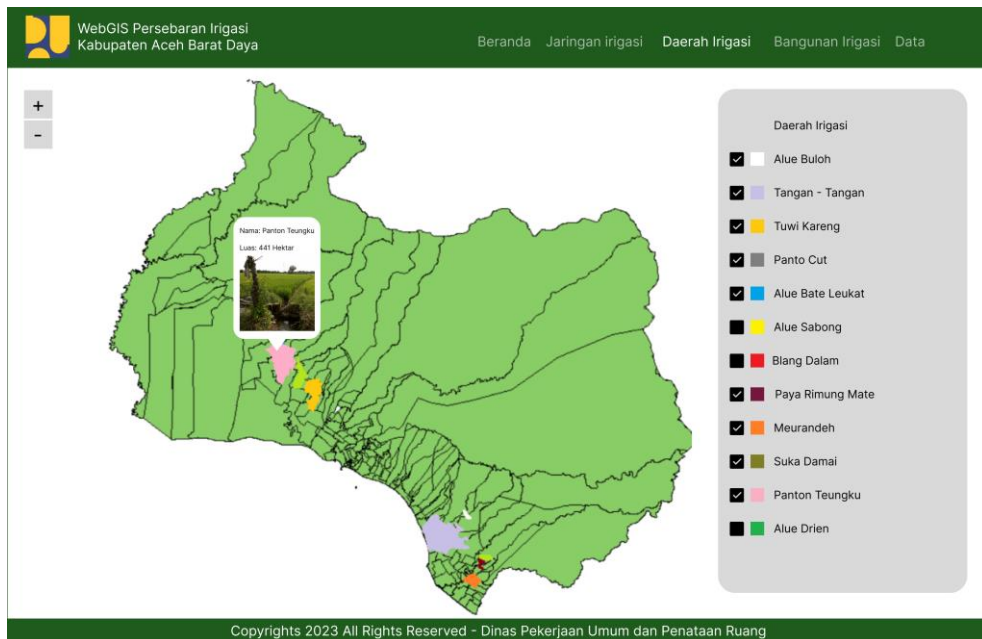 WebGIS Persebaran Irigasi
Kabupaten Aceh Barat Daya
Beranda Jaringan irigasi Daerah Irigasi Bangunan Irigasi Data
+
-
Nama: Panton Teungku
Luas: 441 Hektar
Daerah Irigasi
Alue Buloh
Tangan - Tangan
Tuwi Kareng
Panto Cut
Alue Bate Leukat
Alue Sabong
Blang Dalam
Paya Rimung Mate
Meurandeh
Suka Damai
Panton Teungku
Alue Drien
Copyrights 2023 All Rights Reserved - Dinas Pekerjaan Umum dan Penataan Ruang